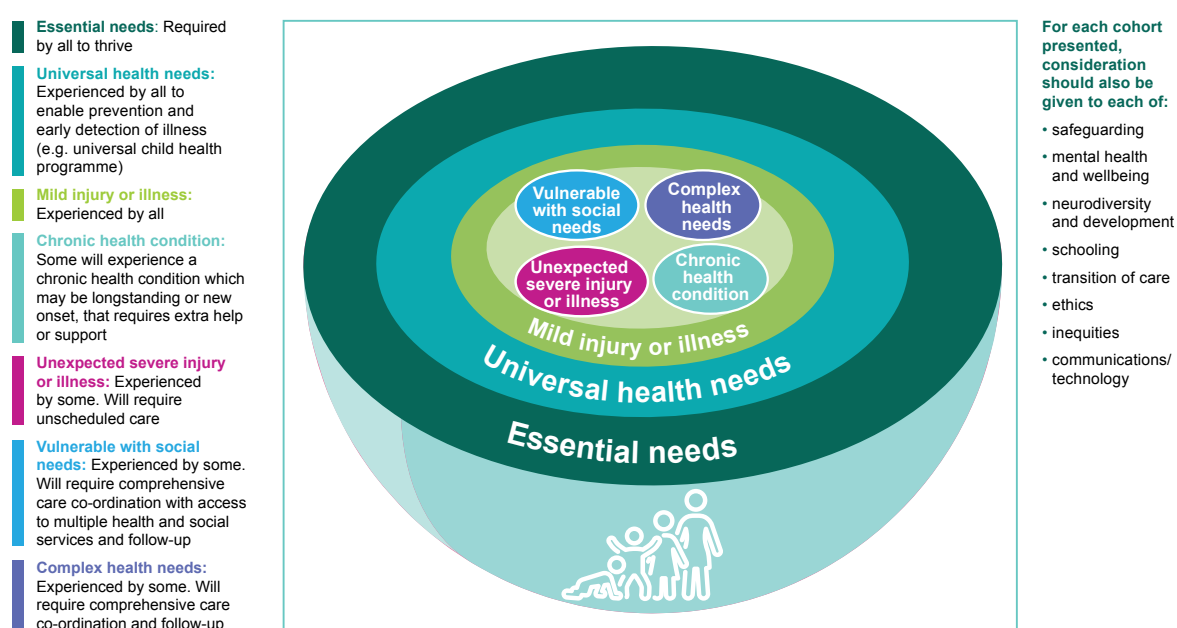 Essential needs: Required
by all to thrive
Universal health needs:
Experienced by all to
enable prevention and
early detection of illness
(e.g. universal child health
programme)
Mild injury or illness:
Experienced by all
Chronic health condition:
Some will experience a
chronic health condition which
may be longstanding or new
onset, that requires extra help
or support
Unexpected severe injury
or illness: Experienced
by some. Will require
unscheduled care
Vulnerable with social
needs: Experienced by some.
Will require comprehensive
care co-ordination with access
to multiple health and social
services and follow-up
Complex health needs:
Experienced by some. Will
require comprehensive care
co-ordination and follow-up
Vulnerable
with social
needs
Complex
health
needs
Unexpected
severe injury
or illness
Chronic
health
condition
Mild injury or illness
Universal health needs
Essential needs
For each cohort
presented,
consideration
should also be
given to each of:
• safeguarding
• mental health
and wellbeing
• neurodiversity
and development
• schooling
• transition of care
• ethics
• inequities
• communications/
technology